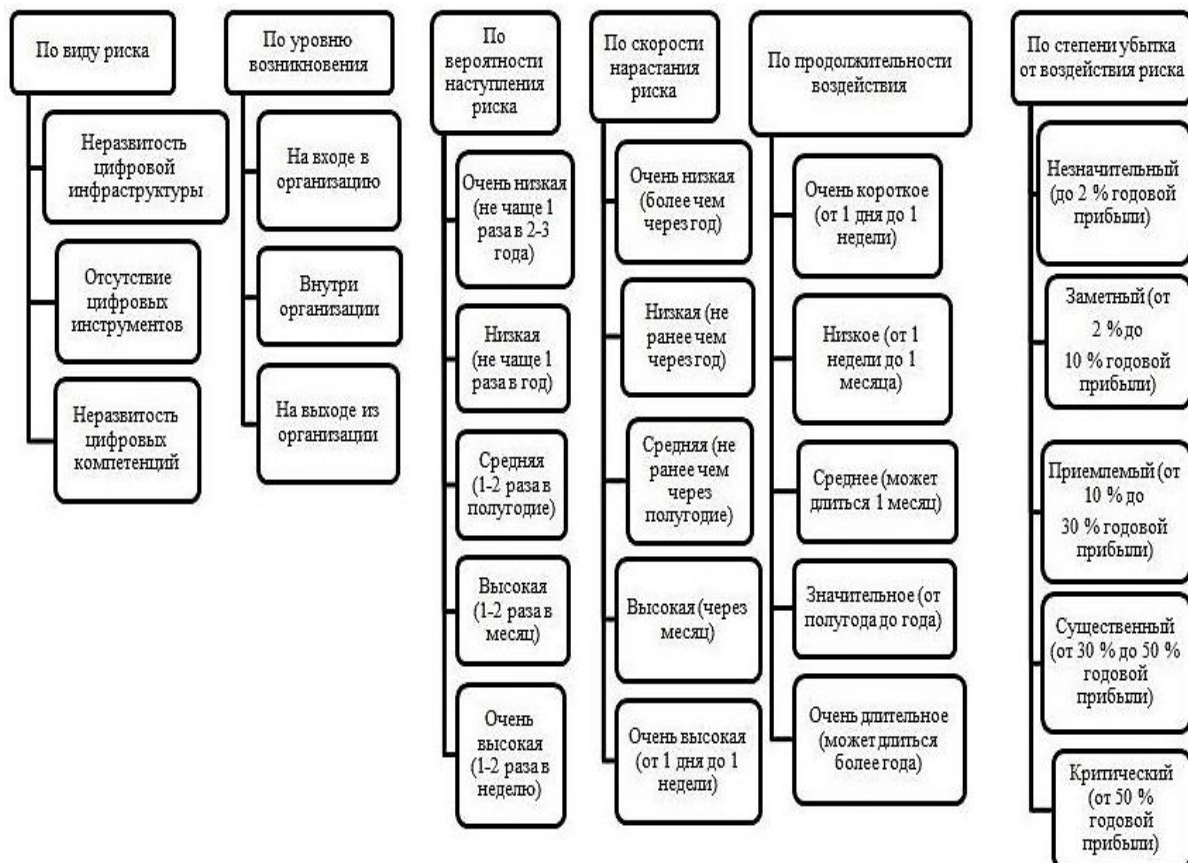 По виду риска
Неразвитость
цифровой
инфраструктуры
Отсутствие
цифровых
инструментов
Неразвитость
цифровых
компетенций
По уровню
возникновения
На входе в
организацию
Внутри
организации
На выходе из
организации
По
вероятности
наступления
риска
Очень низкая
(не чаще 1
раза в 2-3
года)
Низкая
(не чаще 1
раза в год)
Средняя
(1-2 раза в
полугодие)
Высокая
(1-2 раза в
месяц)
Очень
высокая
(1-2 раза в
неделю)
По скорости
нарастания
риска
Очень низкая
(более чем
через год)
Низкая (не
ранее чем
через год)
Средняя (не
ранее чем
через
полугодие)
Высокая (через
месяц)
Очень высокая
(от 1 дня до 1
недели)
По продолжительности
воздействия
Очень короткое
(от 1 дня до 1
недели)
Низкое (от 1
недели до 1
месяца)
Среднее (может
длиться 1 месяц)
Значительное (от
полугода до года)
Очень длительное
(может длиться
более года)
По степени убытка
от воздействия риска
Незначительный
(до 2 % годовой
прибыли)
Заметный (от
2 % до
10 % годовой
прибыли)
Приемлемый (от
10 % до
30 % годовой
прибыли)
Существенный
(от 30 % до 50 %
годовой
прибыли)
Критический
(от 50 %
годовой
прибыли)